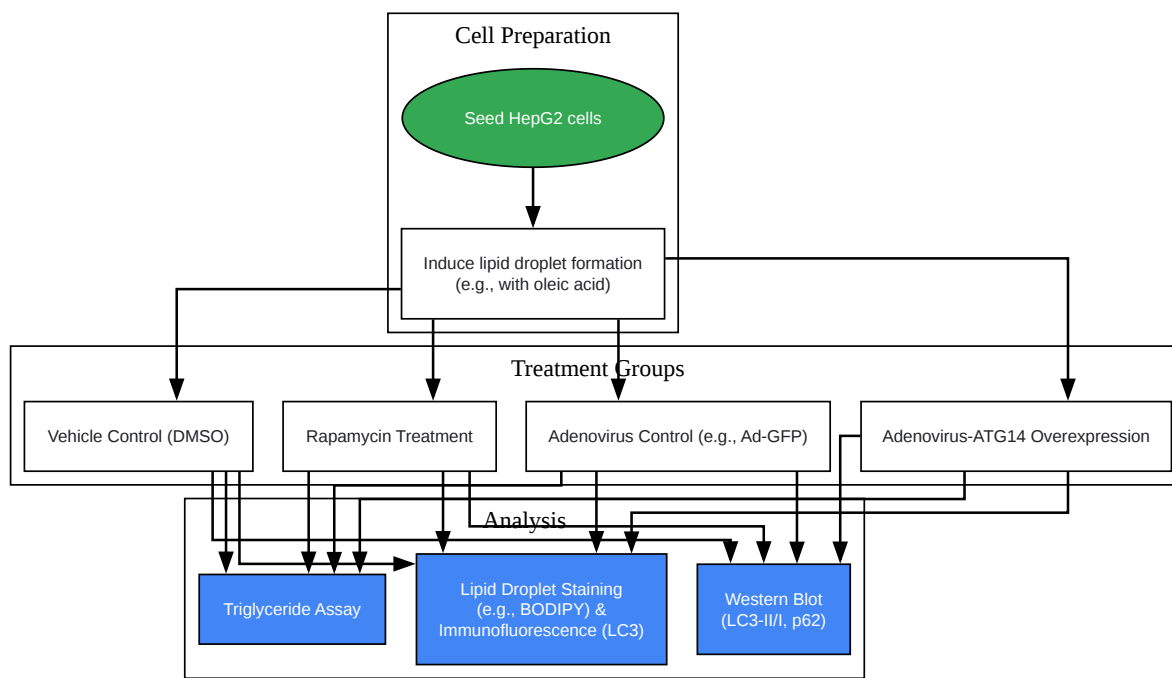 Cell Preparation
Seed HepG2 cells
Induce lipid droplet formation
(e.g., with oleic acid)
Treatment Groups
Vehicle Control (DMSO)
Rapamycin Treatment
Adenovirus Control (e.g., Ad-GFP)
Adenovirus-ATG14 Overexpression
Analysis
Triglyceride Assay
Lipid Droplet Staining
(e.g., BODIPY) &
Immunofluorescence (LC3)
Western Blot
(LC3-II/I, p62)